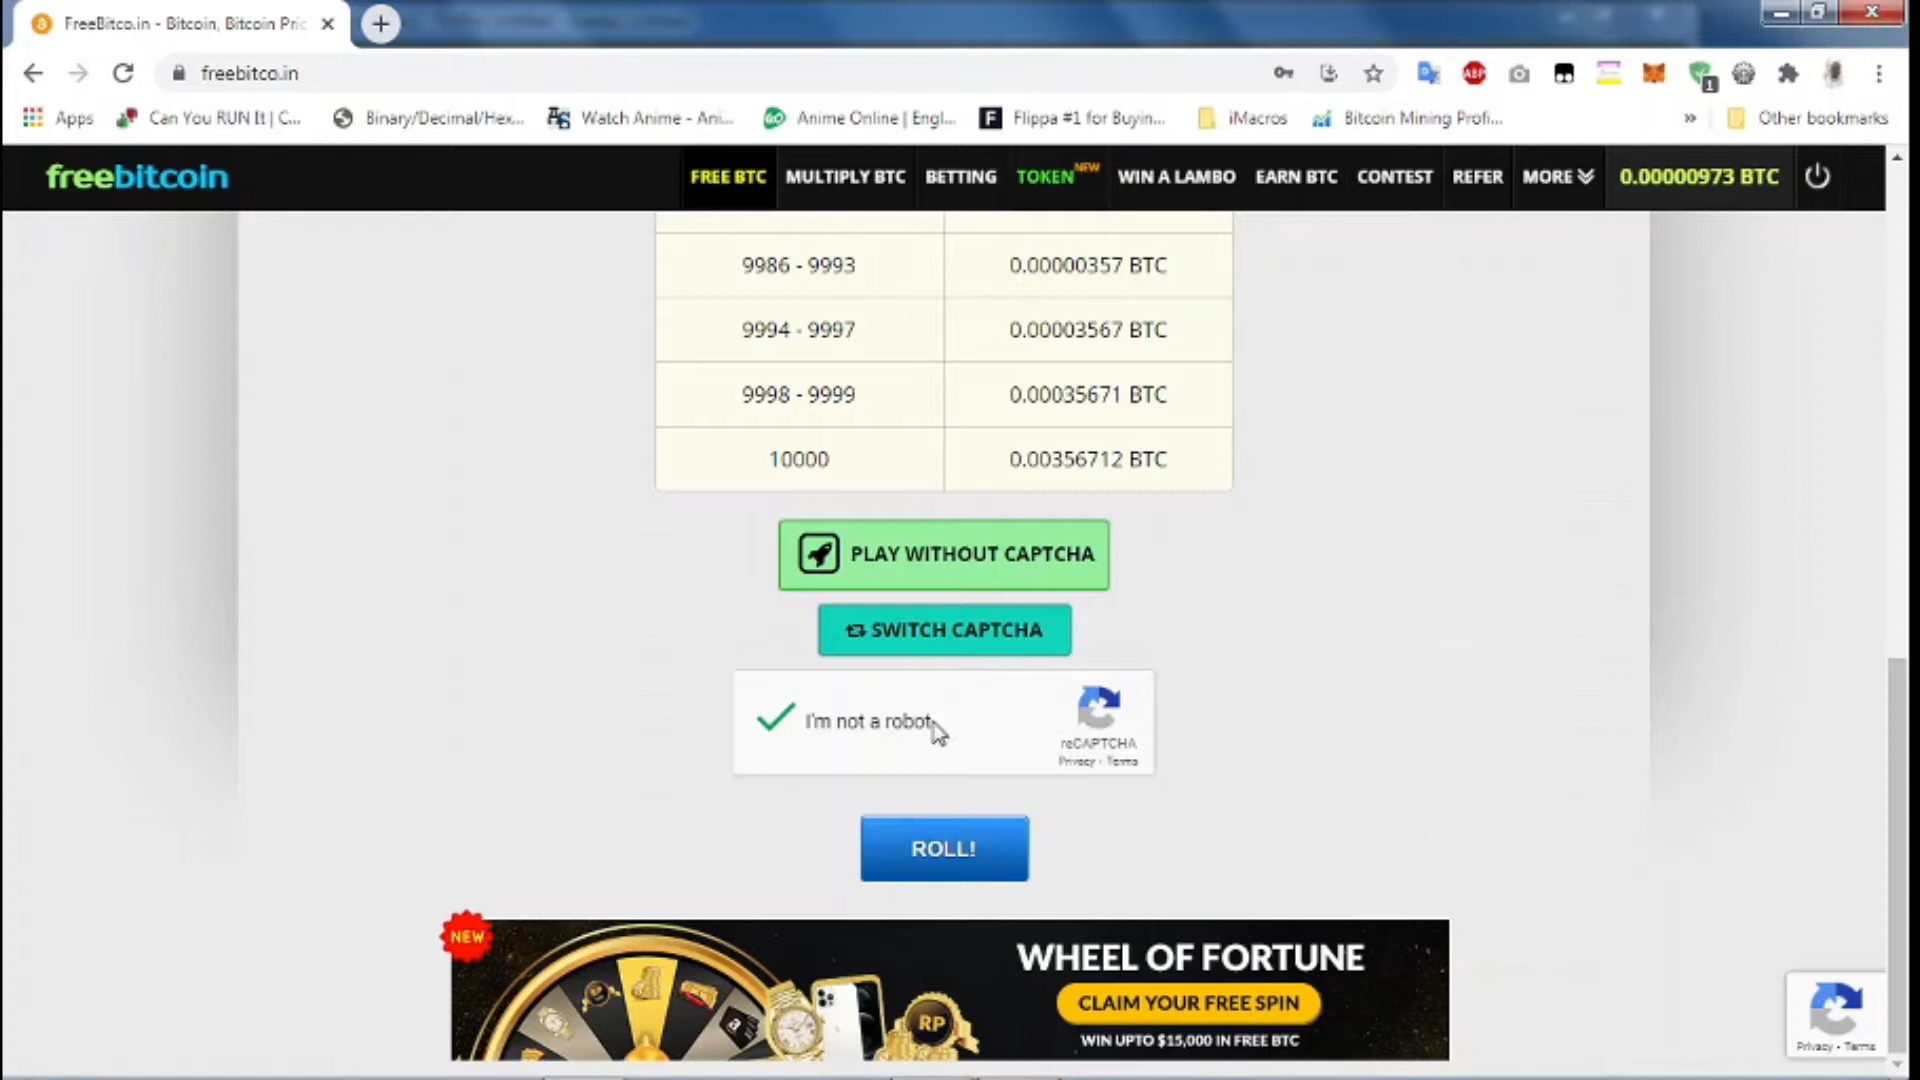 FreeBitco.in - Bitcoin, Bitcoin Pric
freebitco.in
ABP
1
Apps
Can You RUN It | C...
Binary/Decimal/Hex...
Watch Anime - Ani...
Anime Online | Engl...
Flippa #1 for Buyin...
iMacros
Bitcoin Mining Profi...
»
Other bookmarks
freebitcoin
FREE BTC
MULTIPLY BTC
BETTING
TOKEN NEW
WIN A LAMBO
EARN BTC
CONTEST
REFER
MORE
0.00000973 BTC
9986 - 9993 0.00000357 BTC
9994 - 9997 0.00003567 BTC
9998 - 9999 0.00035671 BTC
10000 0.00356712 BTC
PLAY WITHOUT CAPTCHA
SWITCH CAPTCHA
I'm not a robot
reCAPTCHA
Privacy - Terms
ROLL!
NEW
WHEEL OF FORTUNE
CLAIM YOUR FREE SPIN
WIN UPTO $15,000 IN FREE BTC
RP
Privacy - Terms